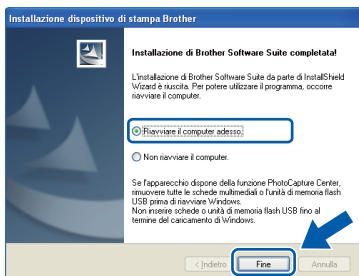 Installazione dispositivo di stampa Brother
Installazione di Brother Software Suite completata!
L'installazione di Brother Software Suite da parte di InstallShield
Wizard è riuscita. Per potere utilizzare il programma, occorre
riavviare il computer.
Riavviare il computer adesso.
Non riavviare il computer.
Se l'apparecchio dispone della funzione PhotoCapture Center,
rimuovere tutte le schede multimediali o l'unità di memoria flash
USB prima di riavviare Windows.
Non inserire schede o unità di memoria flash USB fino al
termine del caricamento di Windows.
< Indietro
Fine
Annulla